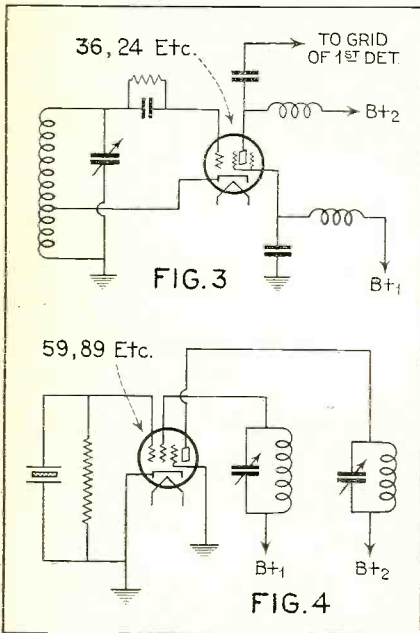 36, 24 Etc.
TO GRID
OF 1ST DET.
B+2
B+1
FIG. 3
59, 89 Etc.
B+1
B+2
FIG. 4